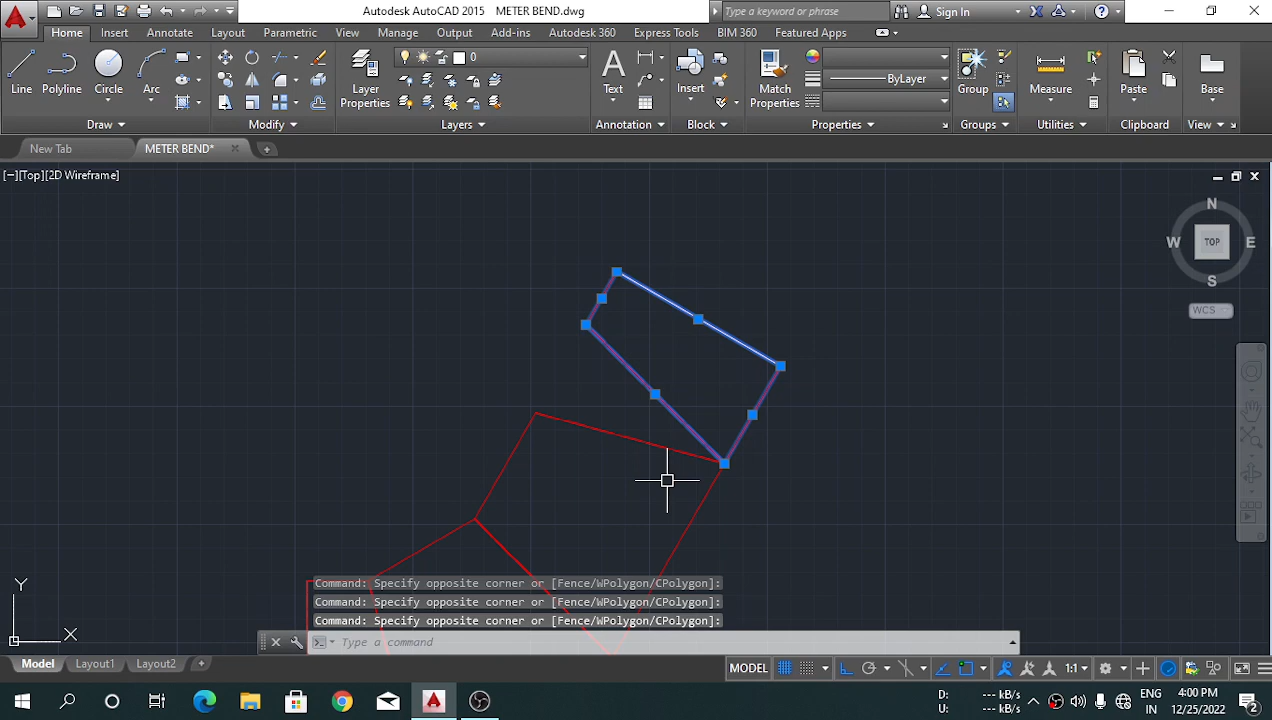 Autodesk AutoCAD 2015 METER BEND.dwg
Type a keyword or phrase
Sign In
Home Insert Annotate Layout Parametric View Manage Output Add-ins Autodesk 360 Express Tools BIM 360 Featured Apps
Line Polyline Circle Arc
Layer Properties
0
Text
Insert
Match Properties
ByLayer
Group
Measure
Paste
Base
Draw Modify Layers Annotation Block Properties Groups Utilities Clipboard View
New Tab METER BEND*
[−][Top][2D Wireframe]
N
W TOP E
S
WCS
Command: Specify opposite corner or [Fence/WPolygon/CPolygon]:
Command: Specify opposite corner or [Fence/WPolygon/CPolygon]:
Command: Specify opposite corner or [Fence/WPolygon/CPolygon]:
Type a command
Y
X
Model Layout1 Layout2
MODEL 1:1
D: --- kB/s
U: --- kB/s
ENG
IN
4:00 PM
12/25/2022
2